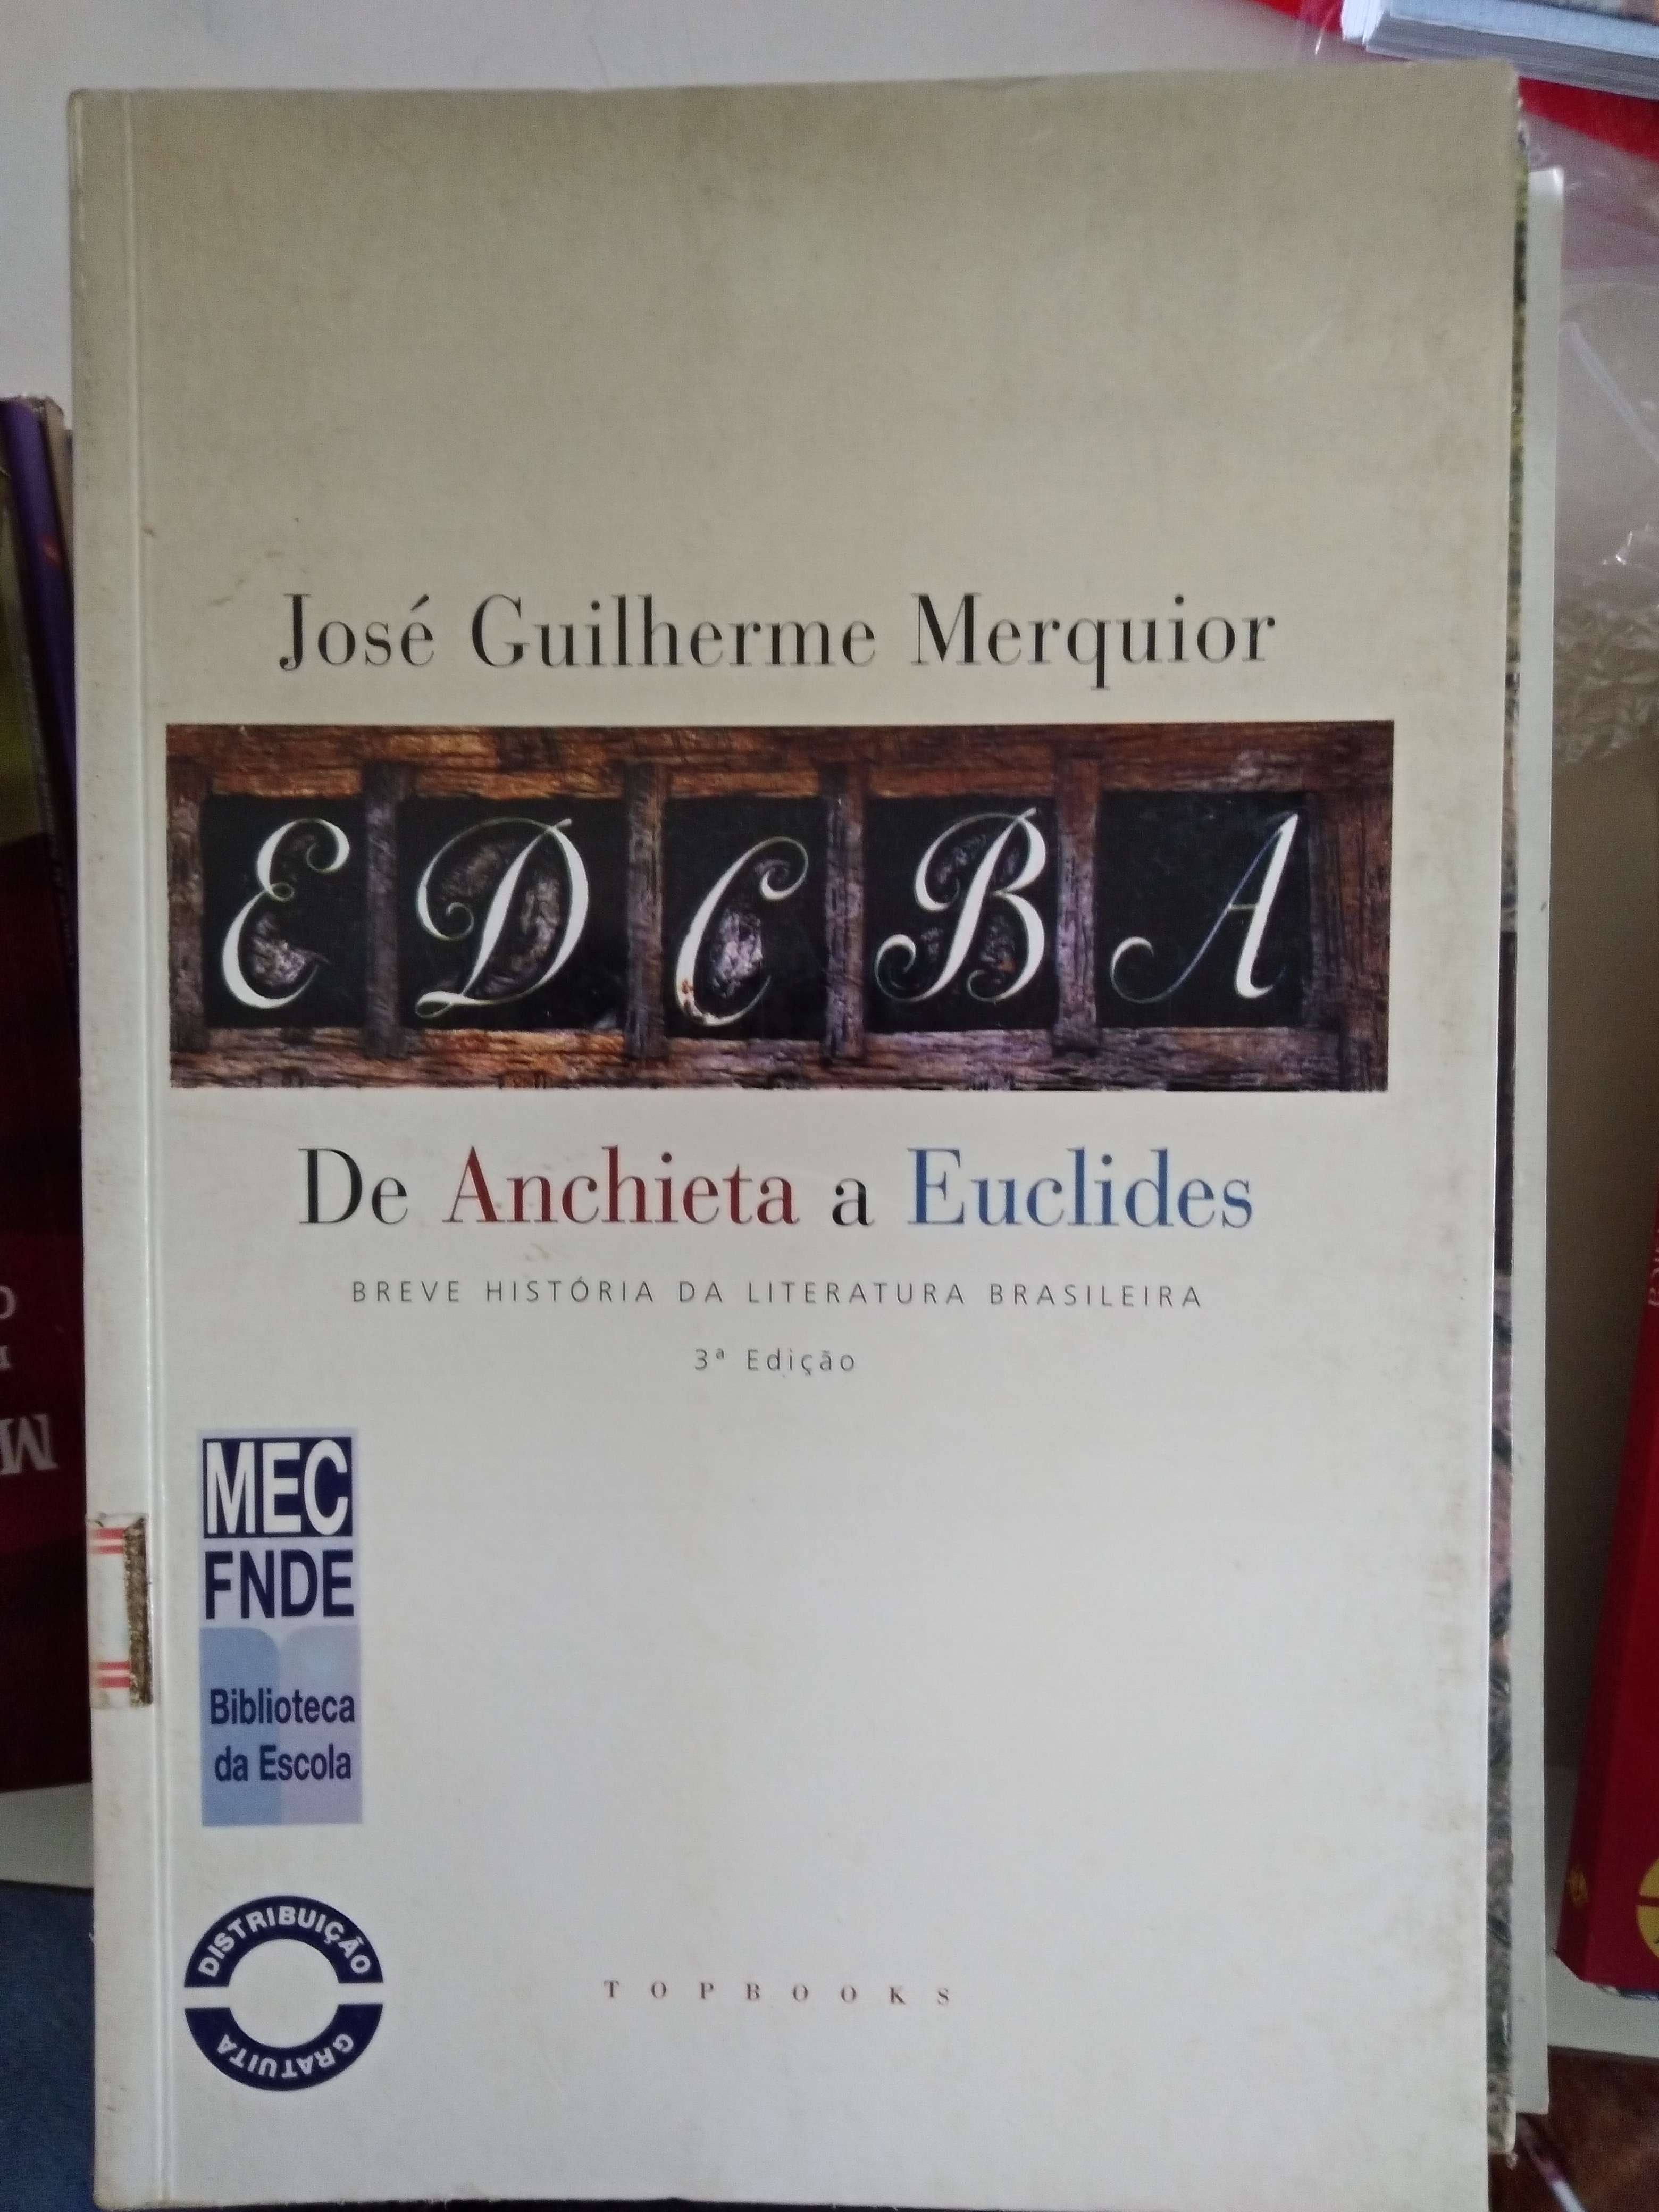 José Guilherme Merquior
E D C B A
De Anchieta a Euclides
BREVE HISTÓRIA DA LITERATURA BRASILEIRA
3ª Edição
MEC
FNDE
Biblioteca
da Escola
DISTRIBUIÇÃO
GRATUITA
TOPBOOKS